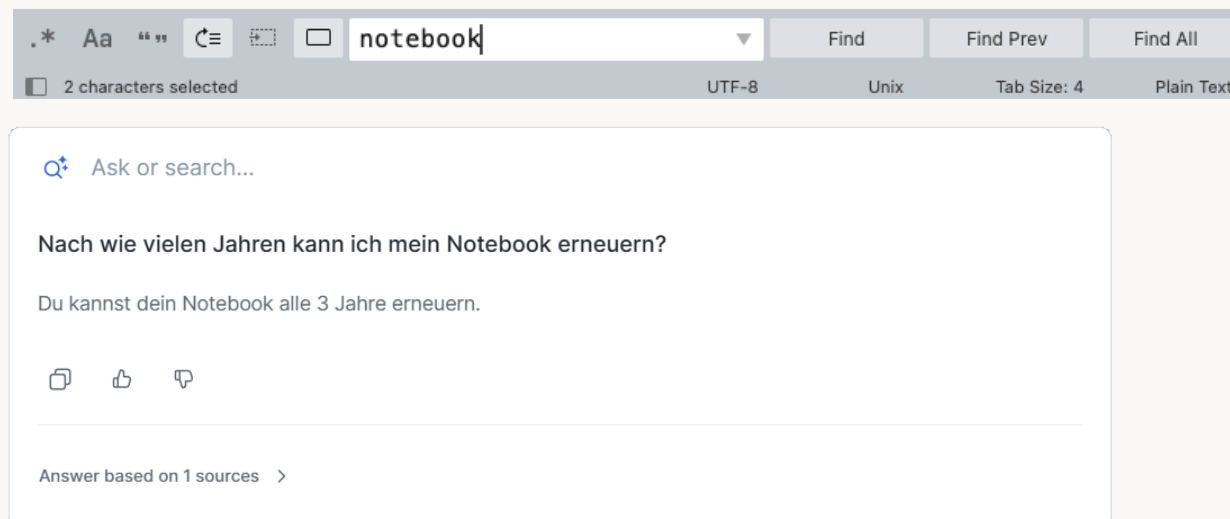 .* Aa “ ” notebook Find Find Prev Find All
2 characters selected UTF-8 Unix Tab Size: 4 Plain Text
Ask or search...
Nach wie vielen Jahren kann ich mein Notebook erneuern?
Du kannst dein Notebook alle 3 Jahre erneuern.
Answer based on 1 sources